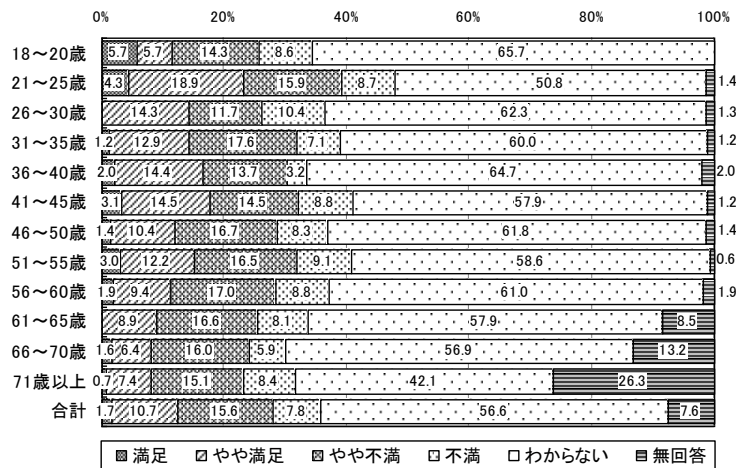 0% 20% 40% 60% 80% 100%
18～20歳 5.7 5.7 14.3 8.6 65.7
21～25歳 4.3 18.9 15.9 8.7 50.8 1.4
26～30歳 14.3 11.7 10.4 62.3 1.3
31～35歳 1.2 12.9 17.6 7.1 60.0 1.2
36～40歳 2.0 14.4 13.7 3.2 64.7 2.0
41～45歳 3.1 14.5 14.5 8.8 57.9 1.2
46～50歳 1.4 10.4 16.7 8.3 61.8 1.4
51～55歳 3.0 12.2 16.5 9.1 58.6 0.6
56～60歳 1.9 9.4 17.0 8.8 61.0 1.9
61～65歳 8.9 16.6 8.1 57.9 8.5
66～70歳 1.6 6.4 16.0 5.9 56.9 13.2
71歳以上 0.7 7.4 15.1 8.4 42.1 26.3
合計 1.7 10.7 15.6 7.8 56.6 7.6
満足 やや満足 やや不満 不満 わからない 無回答